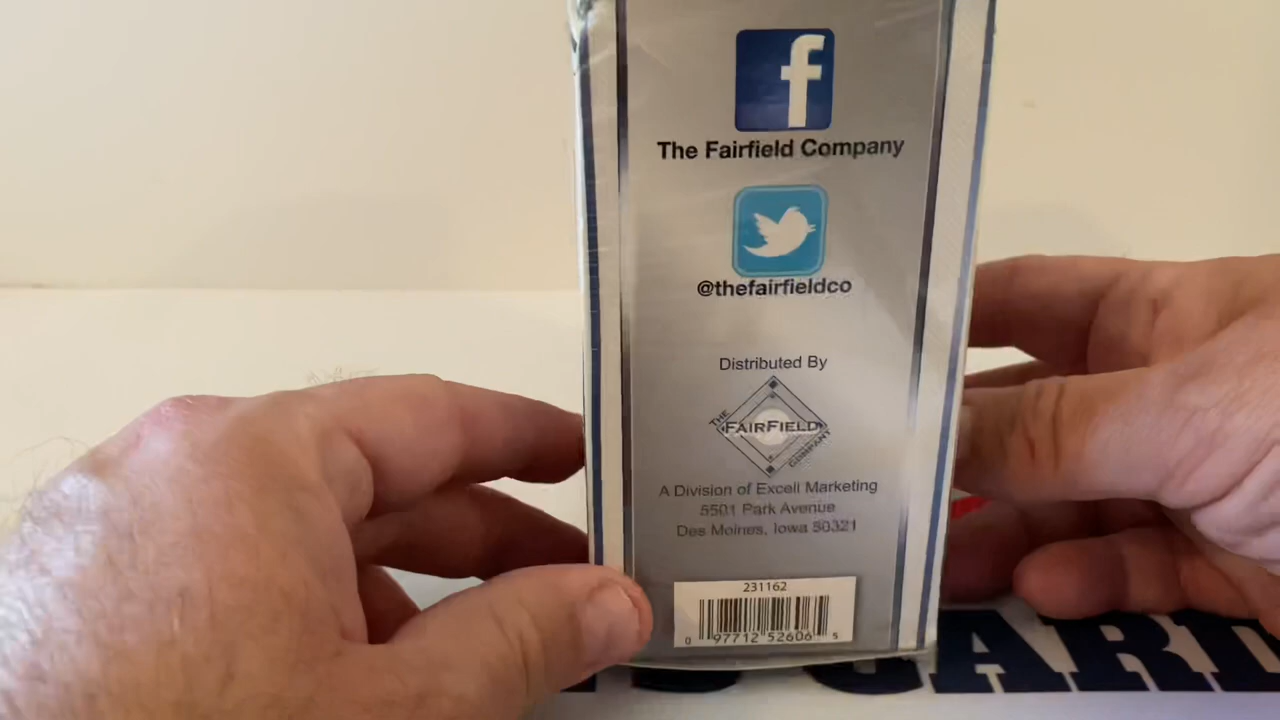 f
The Fairfield Company
@thefairfieldco
Distributed By
THE
FAIRFIELD
COMPANY
A Division of Excell Marketing
5501 Park Avenue
Des Moines, Iowa 50321
231162
0 97712 52606 5
CARD